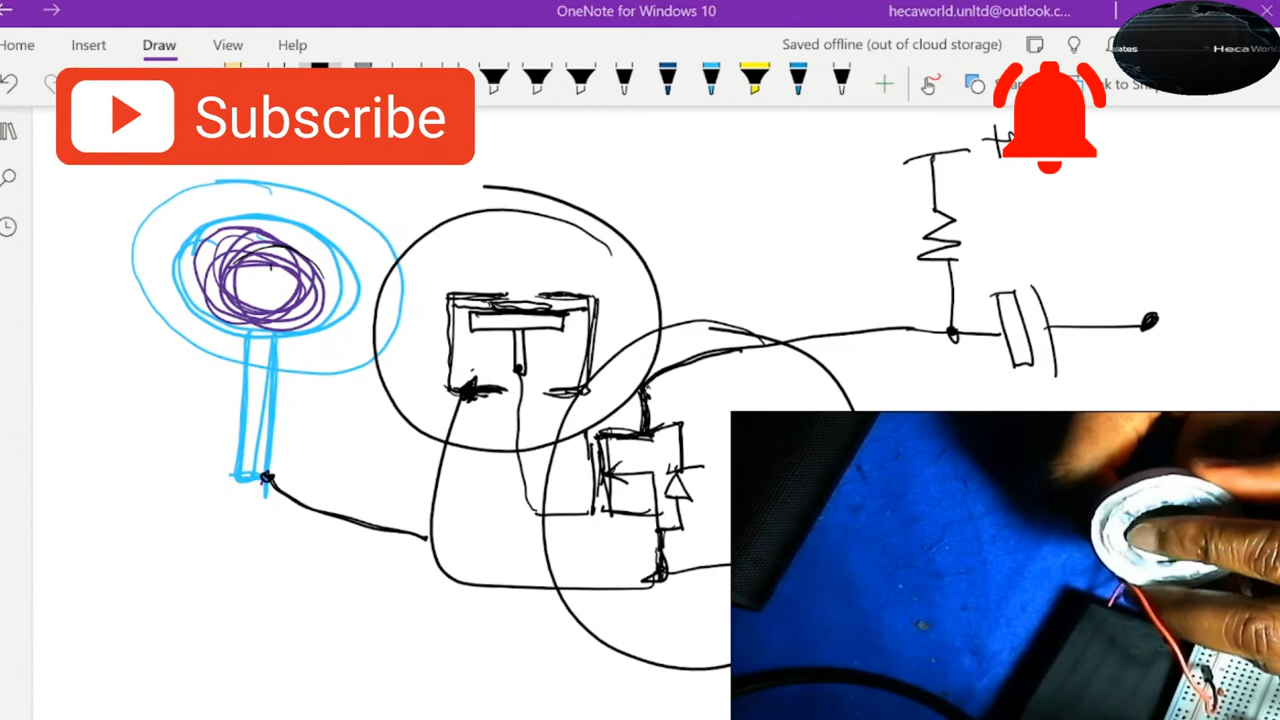 OneNote for Windows 10
hecaworld.unltd@outlook.c...
Home Insert Draw View Help
Saved offline (out of cloud storage)
Subscribe